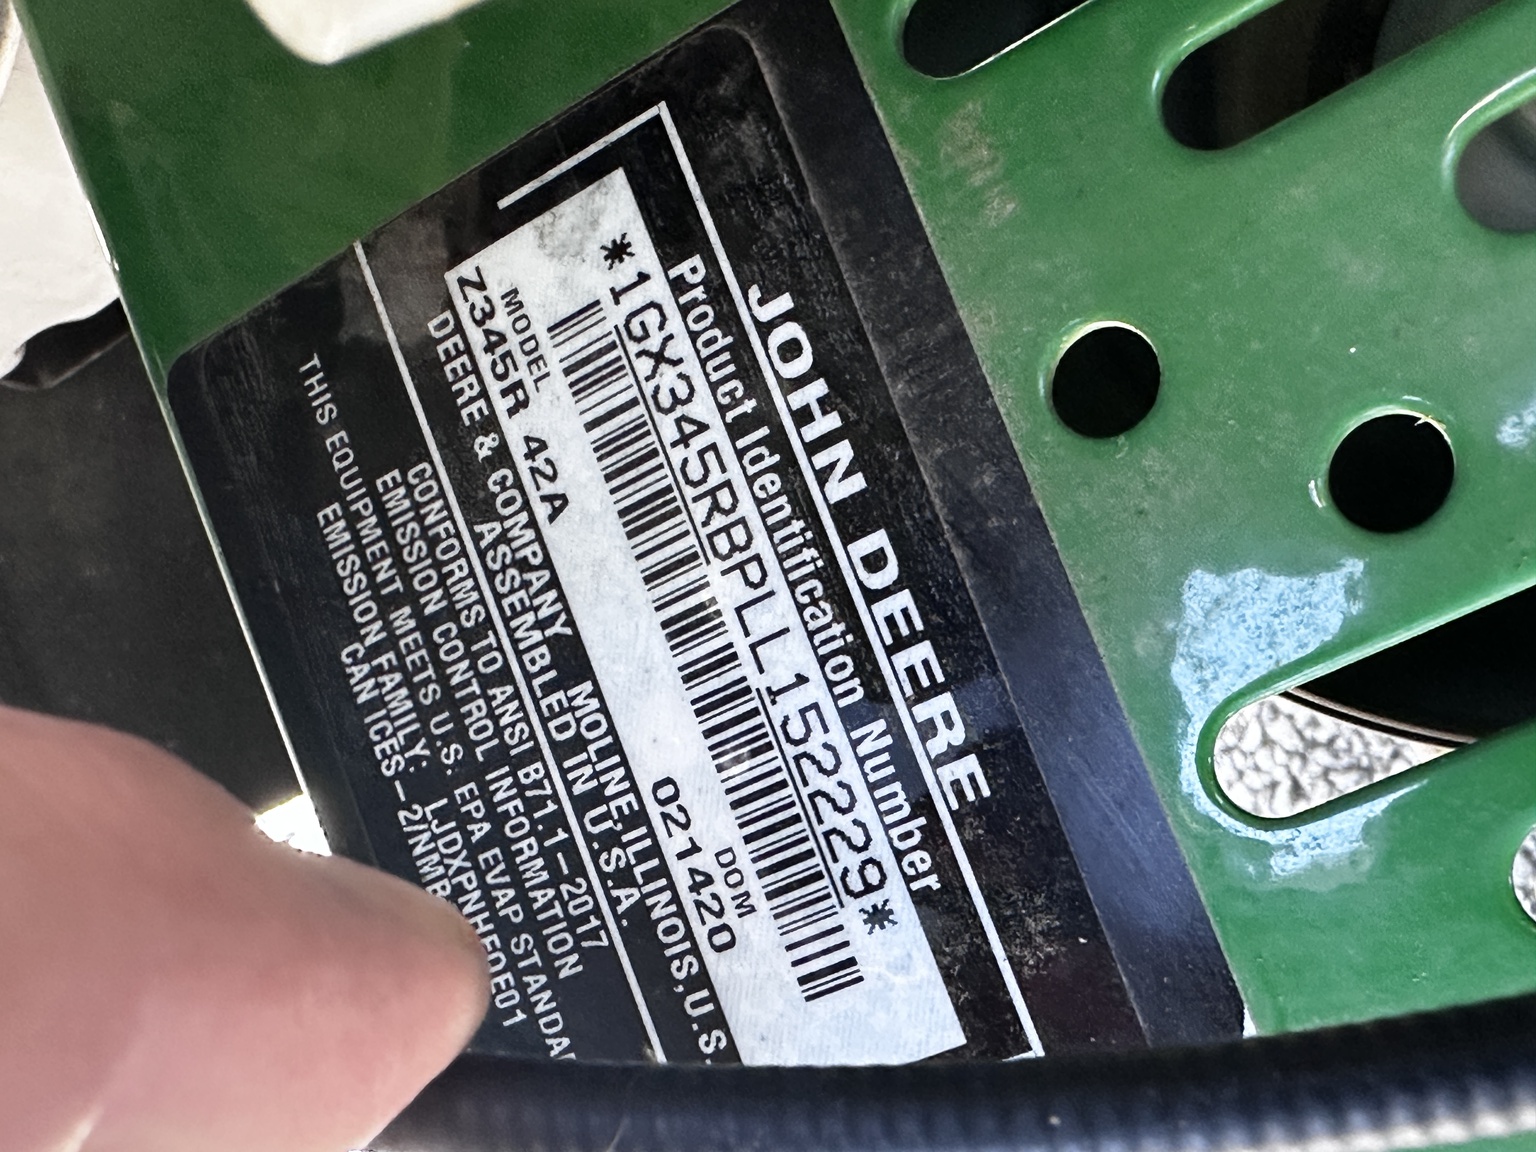 JOHN DEERE
Product Identification Number
*1GX345RBPLL152229*
MODEL
DOM
Z345R 42A
021420
DEERE & COMPANY MOLINE, ILLINOIS, U.S.
ASSEMBLED IN U.S.A.
CONFORMS TO ANSI B71.1-2017
EMISSION CONTROL INFORMATION
THIS EQUIPMENT MEETS U.S. EPA EVAP
EMISSION FAMILY:
CAN ICES-2/